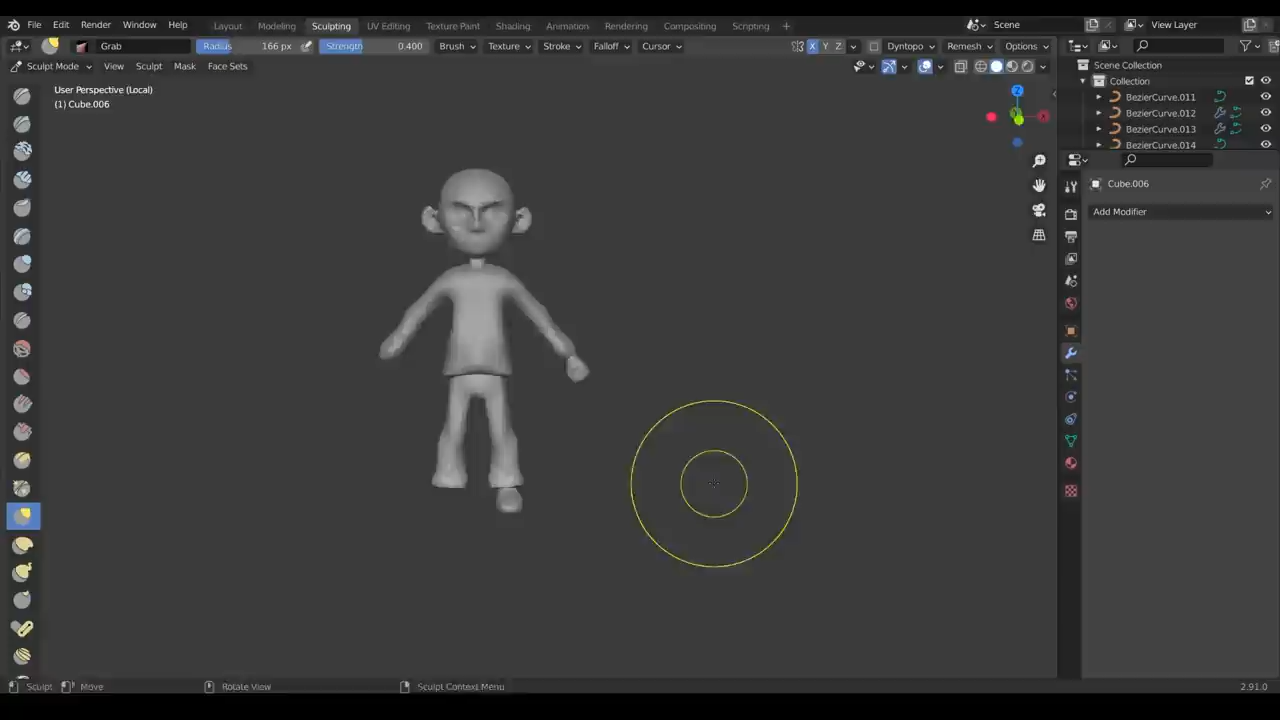 File Edit Render Window Help Layout Modeling Sculpting UV Editing Texture Paint Shading Animation Rendering Compositing Scripting + Scene View Layer
Grab Radius 166 px Strength 0.400 Brush Texture Stroke Falloff Cursor X Y Z Dyntopo Remesh Options
Sculpt Mode View Sculpt Mask Face Sets
Scene Collection
Collection
BezierCurve.011
BezierCurve.012
BezierCurve.013
BezierCurve.014
User Perspective (Local)
(1) Cube.006
Z
Cube.006
Add Modifier
Sculpt Move Rotate View Sculpt Context Menu 2.91.0